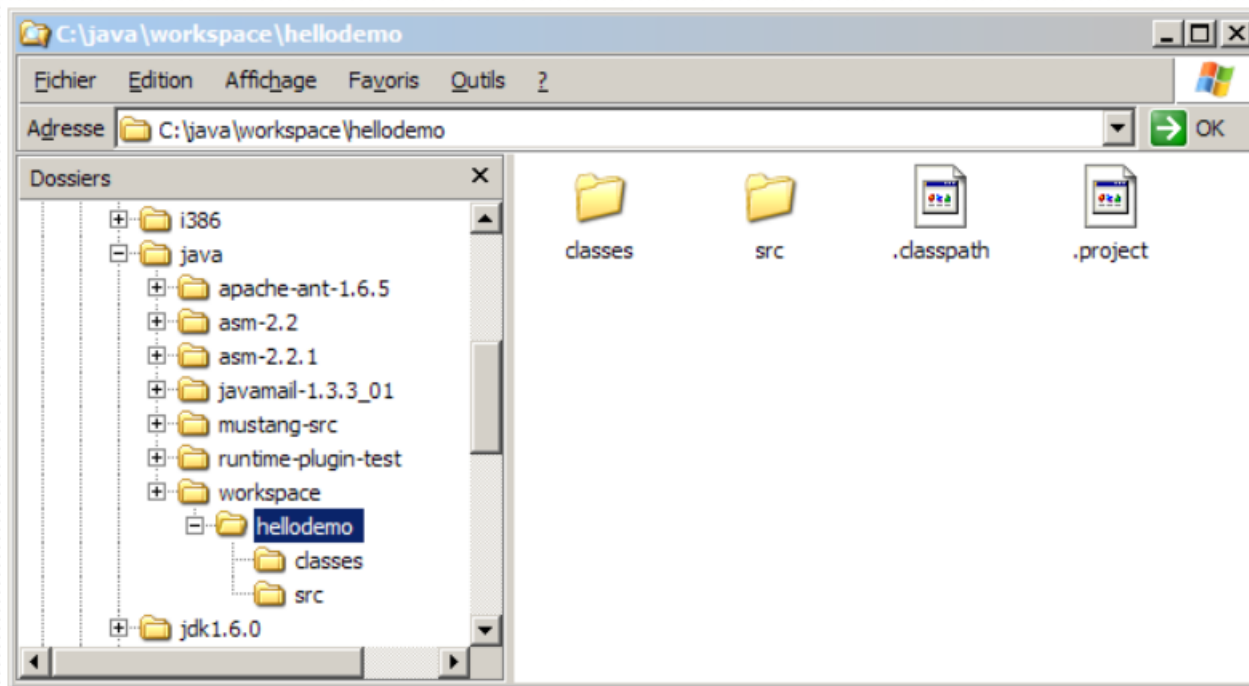 C:\java\workspace\hellodemo
Fichier Edition Affichage Favoris Outils ?
Adresse C:\java\workspace\hellodemo OK
Dossiers
i386
java
apache-ant-1.6.5
asm-2.2
asm-2.2.1
javamail-1.3.3_01
mustang-src
runtime-plugin-test
workspace
hellodemo
classes
src
jdk1.6.0
classes src .classpath .project